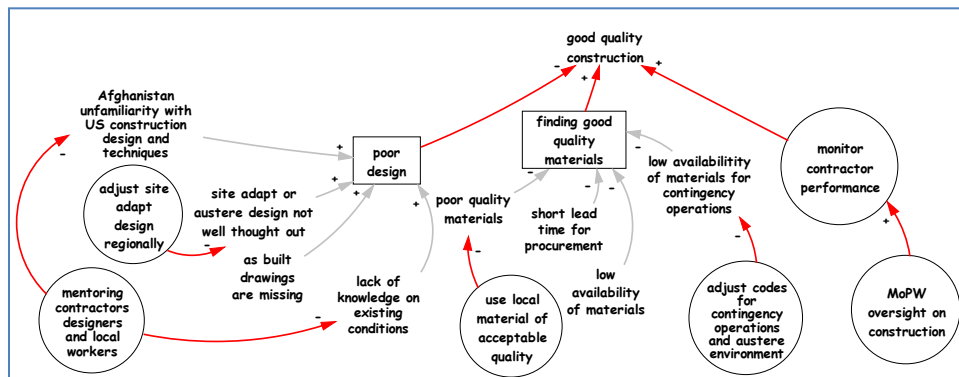 good quality
construction
Afghanistan
unfamiliarity with
US construction
design and
techniques
poor
design
finding good
quality
materials
low availabilitity
of materials for
contingency
operations
monitor
contractor
performance
adjust site
adapt
design
regionally
site adapt or
austere design not
well thought out
poor quality
materials
short lead
time for
procurement
as built
drawings
are missing
lack of
knowledge on
existing
conditions
low
availability
of materials
mentoring
contractors
designers
and local
workers
use local
material of
acceptable
quality
adjust codes
for
contingency
operations
and austere
environment
MoPW
oversight on
construction
-
+
+
-
+
+
+
+
-
-
-
-
-
-
-
-
-
+